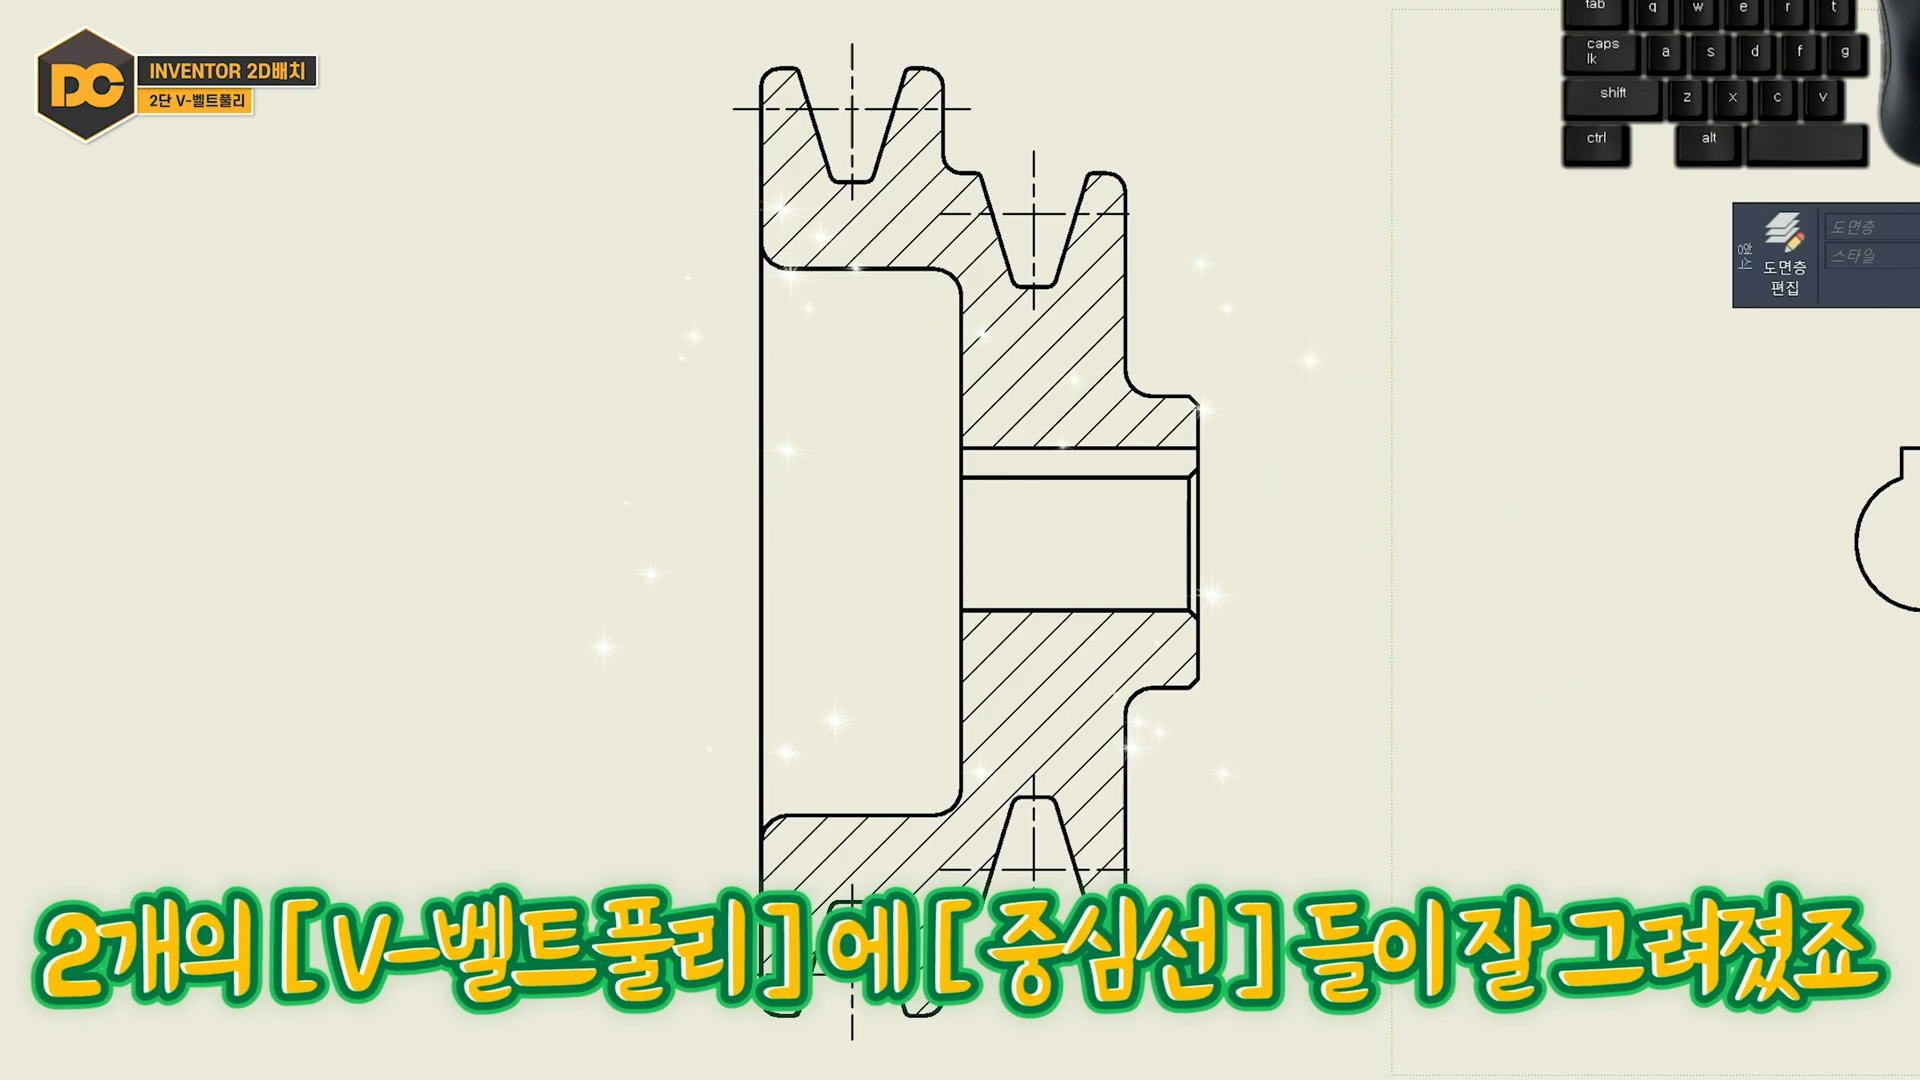 DC
INVENTOR 2D배치
2단 V-벨트풀리
tab q w e r t
caps lk a s d f g
shift z x c v
ctrl alt
형식
도면층 편집
도면층
스타일
2개의 [ V-벨트풀리 ] 에 [ 중심선 ] 들이 잘 그려졌죠